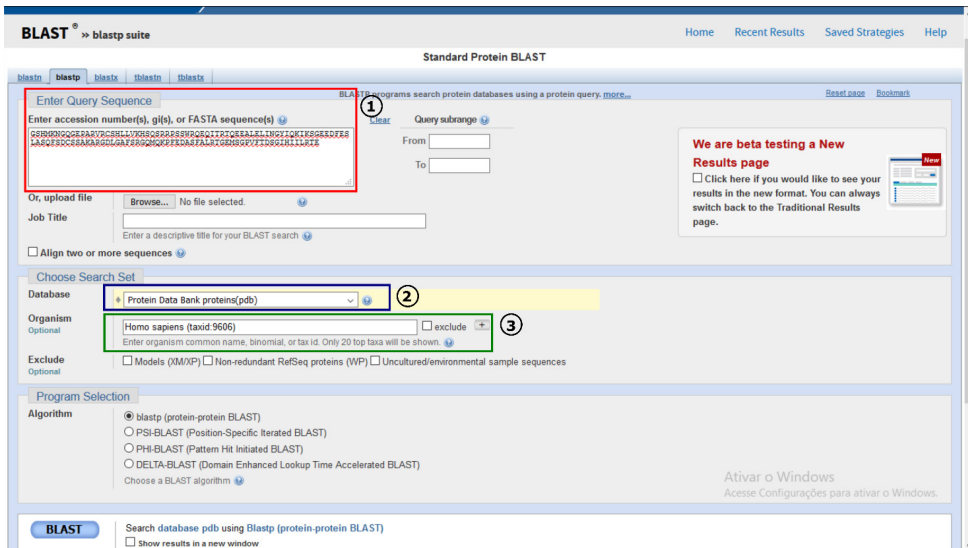 BLAST ® » blastp suite
Home Recent Results Saved Strategies Help
Standard Protein BLAST
blastn blastp blastx tblastn tblastx
BLASTP programs search protein databases using a protein query. more...
Reset page Bookmark
Enter Query Sequence
1
Enter accession number(s), gi(s), or FASTA sequence(s)
Clear
Query subrange
From
To
Or, upload file
Browse... No file selected.
Job Title
Enter a descriptive title for your BLAST search
Align two or more sequences
We are beta testing a New
Results page
New
Click here if you would like to see your
results in the new format. You can always
switch back to the Traditional Results
page.
Choose Search Set
Database
Protein Data Bank proteins(pdb)
2
Organism
Optional
Homo sapiens (taxid:9606)
exclude +
3
Enter organism common name, binomial, or tax id. Only 20 top taxa will be shown.
Exclude
Optional
Models (XM/XP) Non-redundant RefSeq proteins (WP) Uncultured/environmental sample sequences
Program Selection
Algorithm
blastp (protein-protein BLAST)
PSI-BLAST (Position-Specific Iterated BLAST)
PHI-BLAST (Pattern Hit Initiated BLAST)
DELTA-BLAST (Domain Enhanced Lookup Time Accelerated BLAST)
Choose a BLAST algorithm
Ativar o Windows
Acesse Configurações para ativar o Windows.
BLAST
Search database pdb using Blastp (protein-protein BLAST)
Show results in a new window